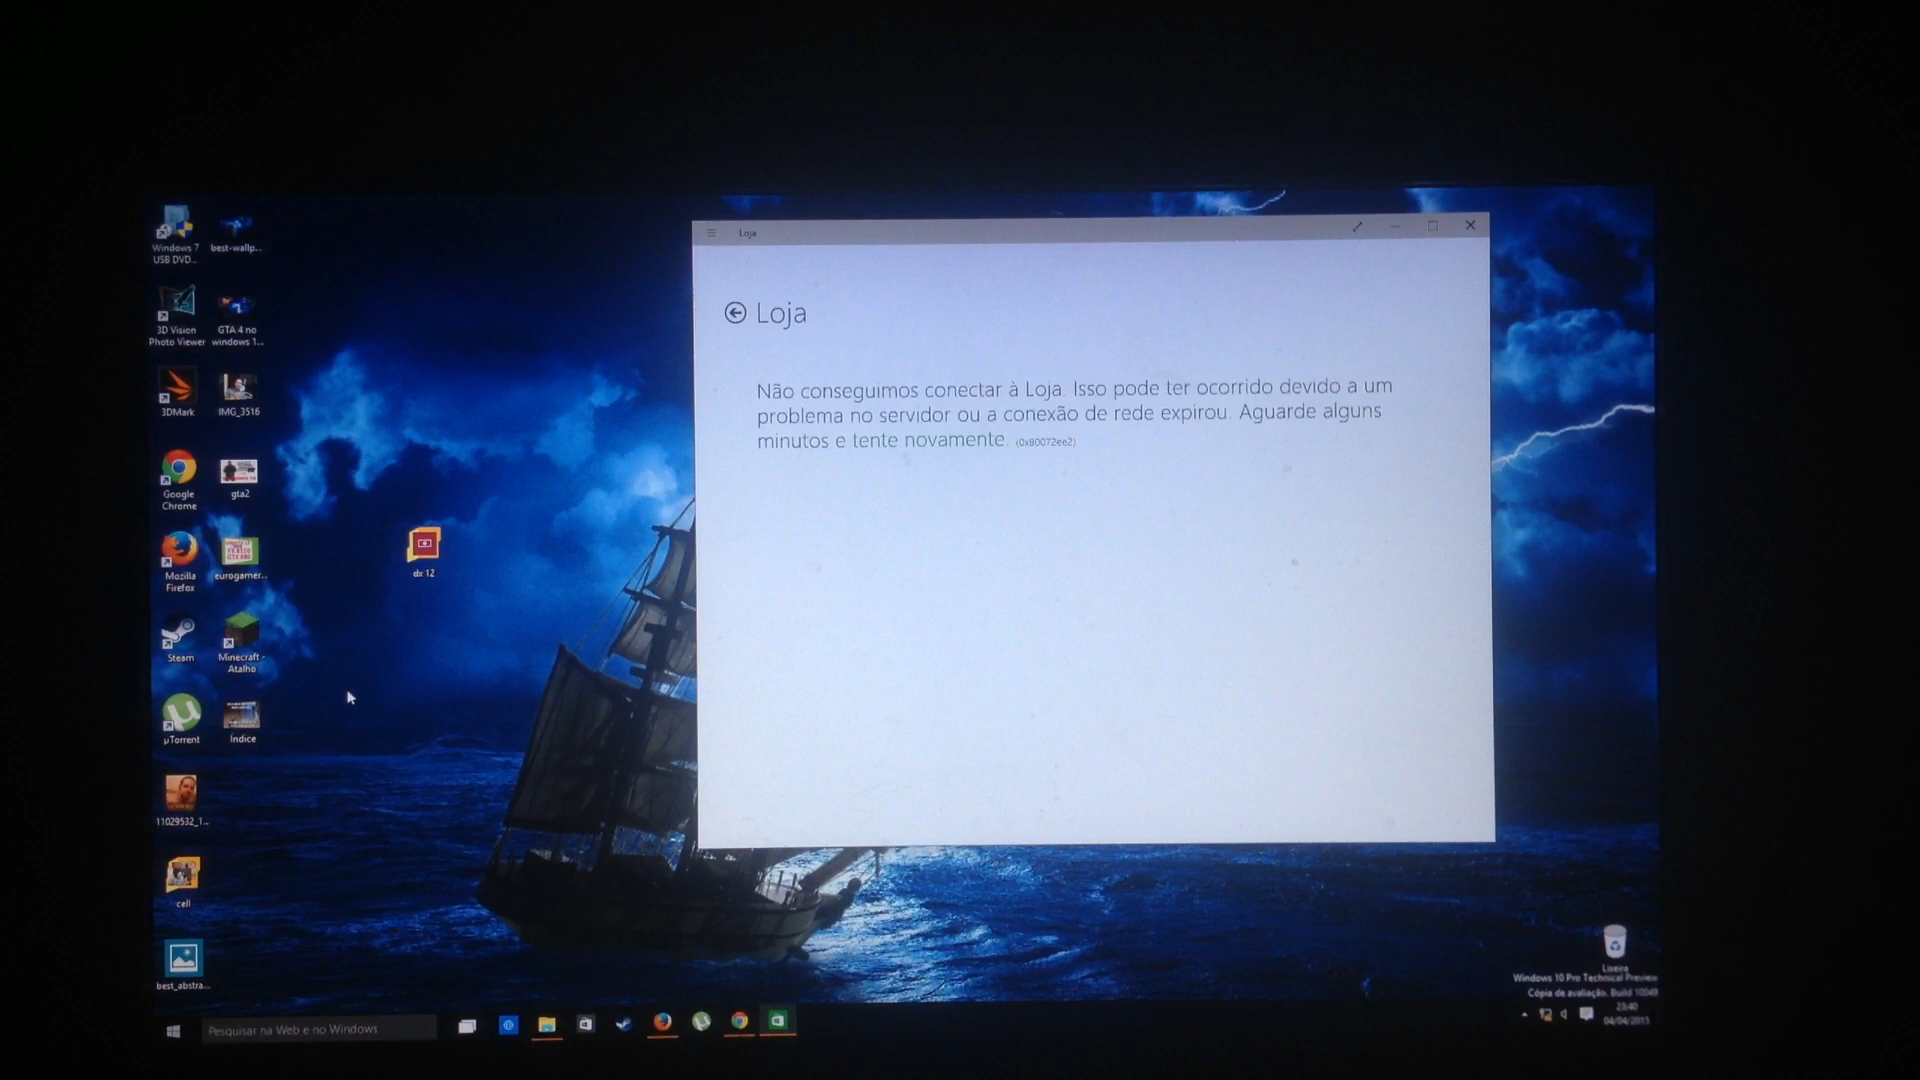 Loja
Loja
Não conseguimos conectar à Loja. Isso pode ter ocorrido devido a um
problema no servidor ou a conexão de rede expirou. Aguarde alguns
minutos e tente novamente. (0x80072ee2)
Windows 7
USB DVD...
best-wallp...
3D Vision
Photo Viewer
GTA 4 no
windows 1...
3DMark
IMG_3516
Google
Chrome
gta2
Mozilla
Firefox
eurogamer...
dx 12
Steam
Minecraft -
Atalho
µTorrent
Índice
11029532_1...
cell
best_abstra...
Lixeira
Windows 10 Pro Technical Preview
Cópia de avaliação. Build 10049
Pesquisar na Web e no Windows
23:40
04/04/2015